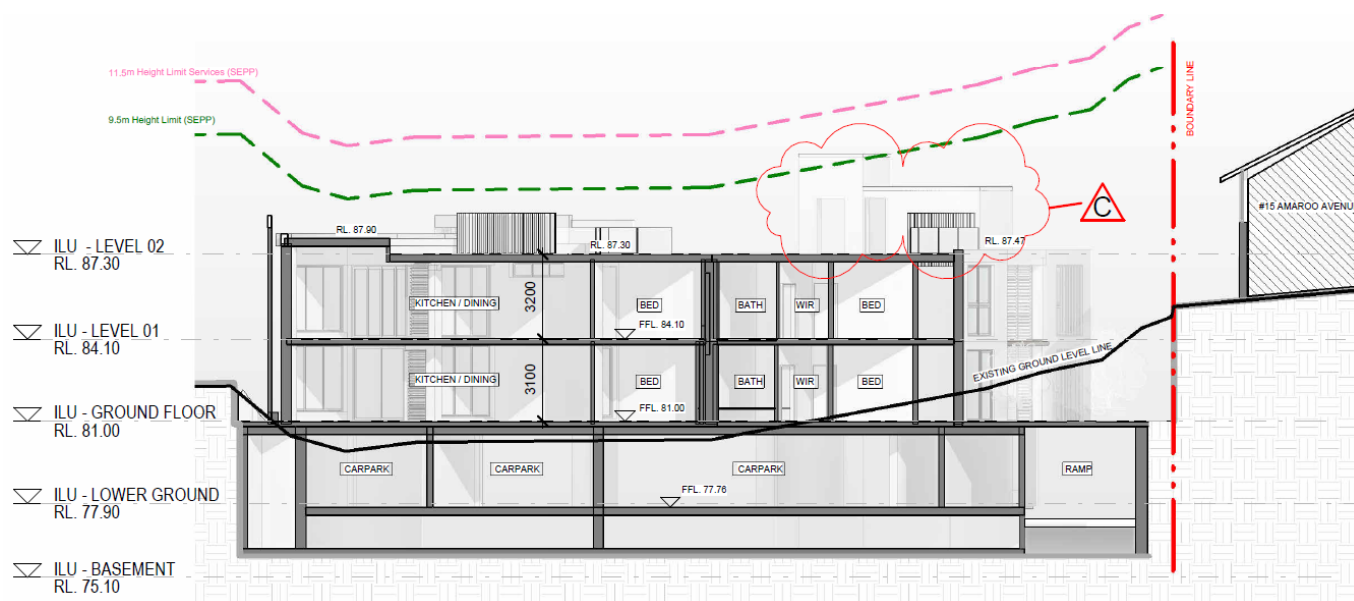 11.5m Height Limit Services (SEPP)
9.5m Height Limit (SEPP)
BOUNDARY LINE
C
#15 AMAROO AVENU
RL. 87.90
RL. 87.30
RL. 87.47
ILU - LEVEL 02
RL. 87.30
KITCHEN / DINING
3200
BED
BATH
WIR
BED
FFL. 84.10
ILU - LEVEL 01
RL. 84.10
EXISTING GROUND LEVEL LINE
KITCHEN / DINING
3100
BED
BATH
WIR
BED
FFL. 81.00
ILU - GROUND FLOOR
RL. 81.00
CARPARK
CARPARK
CARPARK
RAMP
FFL. 77.76
ILU - LOWER GROUND
RL. 77.90
ILU - BASEMENT
RL. 75.10